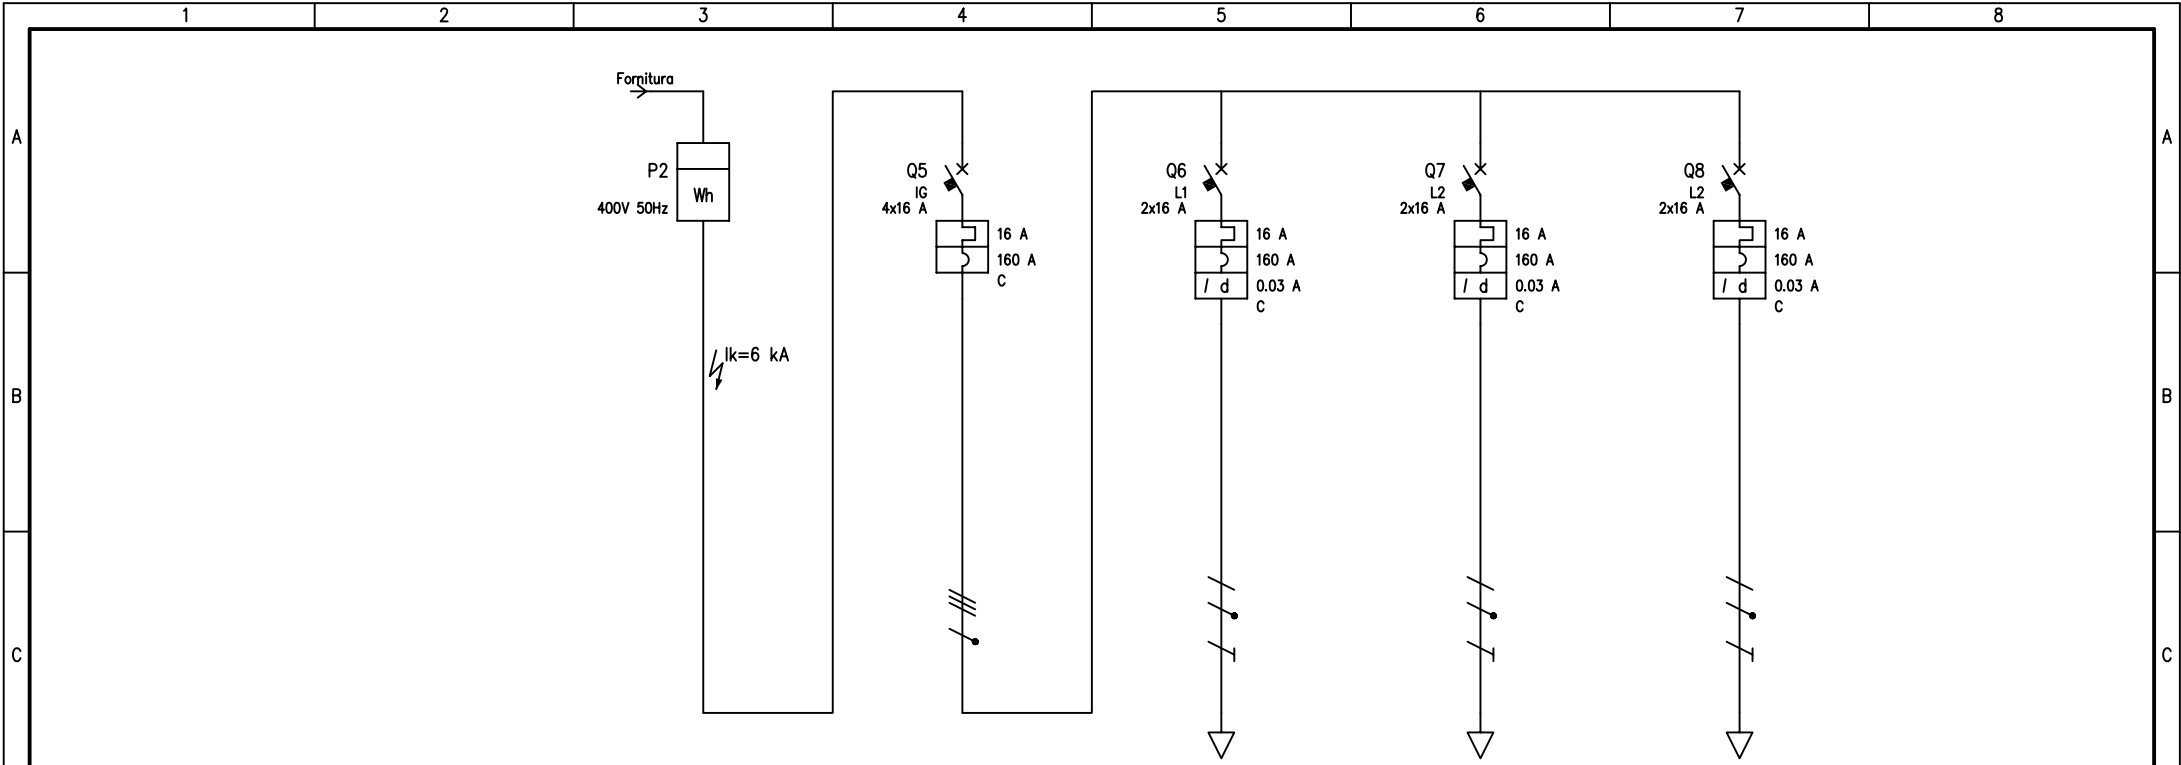 1 2 3 4 5 6 7 8
Fornitura
A A
P2
Wh
400V 50Hz
Ik=6 kA
Q5
IG
4x16 A
16 A
160 A
C
Q6
L1
2x16 A
16 A
160 A
I d 0.03 A
C
Q7
L2
2x16 A
16 A
160 A
I d 0.03 A
C
Q8
L2
2x16 A
16 A
160 A
I d 0.03 A
C
B B
C C